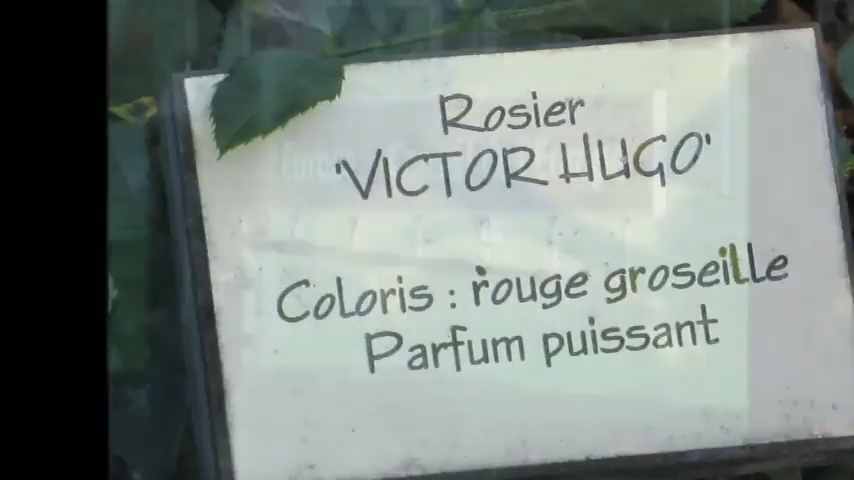 Rosier
'VICTOR HUGO'
Coloris : rouge groseille
Parfum puissant